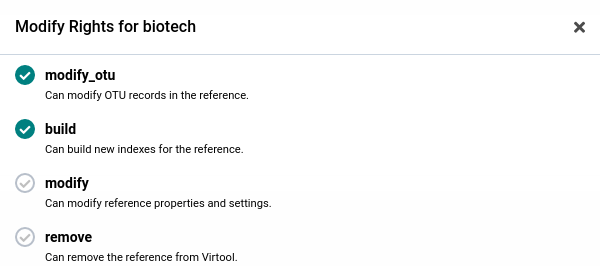 Modify Rights for biotech
modify_otu
Can modify OTU records in the reference.
build
Can build new indexes for the reference.
modify
Can modify reference properties and settings.
remove
Can remove the reference from Virtool.